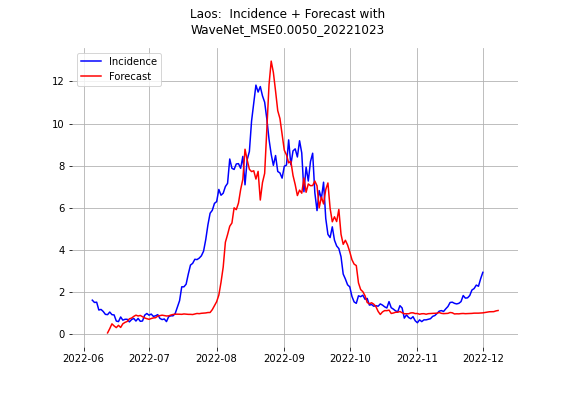 Laos:  Incidence + Forecast with
WaveNet_MSE0.0050_20221023
Incidence
Forecast
12
10
8
6
4
2
0
2022-06 2022-07 2022-08 2022-09 2022-10 2022-11 2022-12